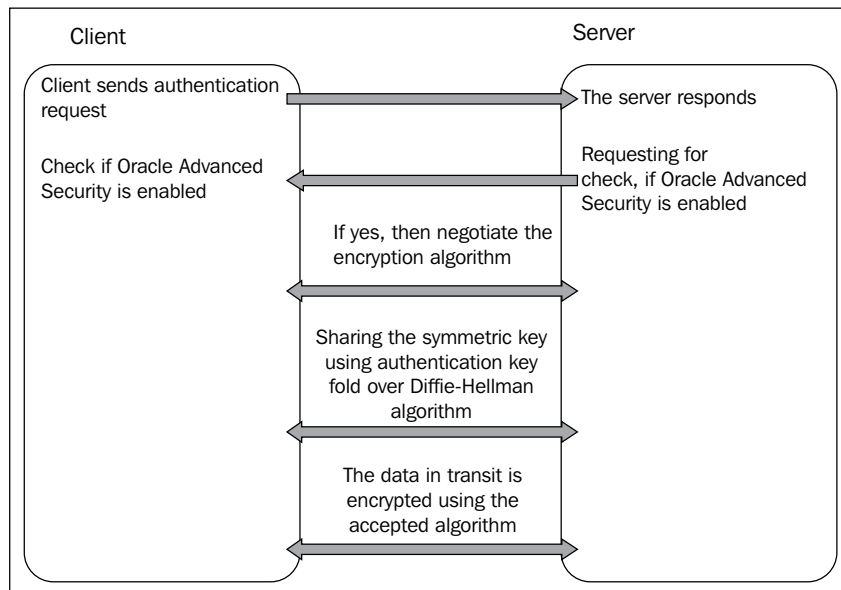 Client
Server
Client sends authentication
request
The server responds
Check if Oracle Advanced
Security is enabled
Requesting for
check, if Oracle Advanced
Security is enabled
If yes, then negotiate the
encryption algorithm
Sharing the symmetric key
using authentication key
fold over Diffie-Hellman
algorithm
The data in transit is
encrypted using the
accepted algorithm